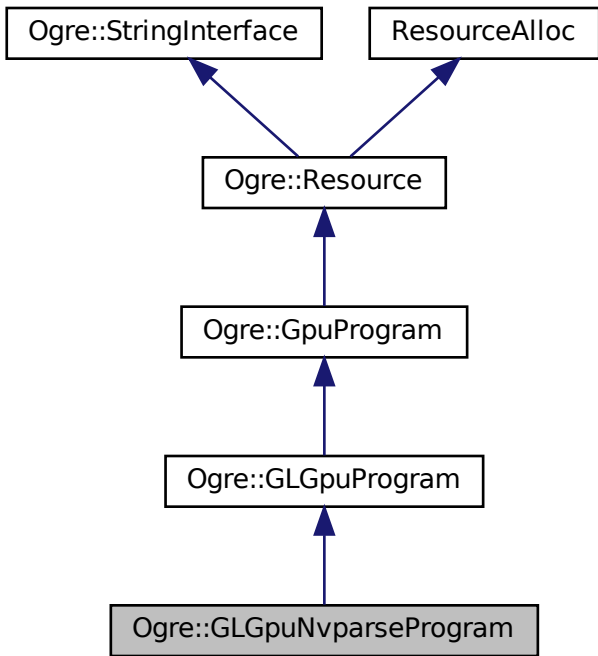 Ogre::StringInterface
ResourceAlloc
Ogre::Resource
Ogre::GpuProgram
Ogre::GLGpuProgram
Ogre::GLGpuNvparseProgram